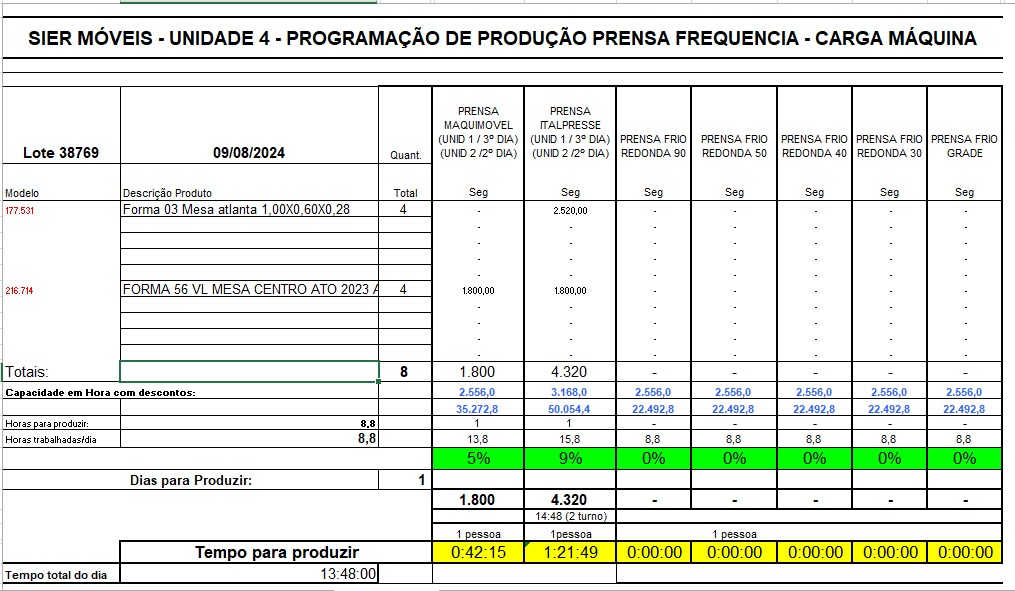 SIER MÓVEIS - UNIDADE 4 - PROGRAMAÇÃO DE PRODUÇÃO PRENSA FREQUENCIA - CARGA MÁQUINA
Lote 38769 09/08/2024 Quant. PRENSA MAQUIMOVEL (UNID 1 / 3º DIA) (UNID 2 /2º DIA) PRENSA ITALPRESSE (UNID 1 / 3º DIA) (UNID 2 /2º DIA) PRENSA FRIO REDONDA 90 PRENSA FRIO REDONDA 50 PRENSA FRIO REDONDA 40 PRENSA FRIO REDONDA 30 PRENSA FRIO GRADE
Modelo Descrição Produto Total Seg Seg Seg Seg Seg Seg Seg
177.531 Forma 03 Mesa atlanta 1,00X0,60X0,28 4 - 2.520,00 - - - - -
- - - - - - -
- - - - - - -
- - - - - - -
- - - - - - -
216.714 FORMA 56 VL MESA CENTRO ATO 2023 A 4 1.800,00 1.800,00 - - - - -
- - - - - - -
- - - - - - -
- - - - - - -
- - - - - - -
Totais: 8 1.800 4.320 - - - - -
Capacidade em Hora com descontos: 2.556,0 3.168,0 2.556,0 2.556,0 2.556,0 2.556,0 2.556,0
35.272,8 50.054,4 22.492,8 22.492,8 22.492,8 22.492,8 22.492,8
Horas para produzir: 8,8 1 1 - - - - -
Horas trabalhadas/dia 8,8 13,8 15,8 8,8 8,8 8,8 8,8 8,8
5% 9% 0% 0% 0% 0% 0%
Dias para Produzir: 1
1.800 4.320 - - - - -
14:48 (2 turno)
1 pessoa 1pessoa 1 pessoa
Tempo para produzir 0:42:15 1:21:49 0:00:00 0:00:00 0:00:00 0:00:00 0:00:00
Tempo total do dia 13:48:00